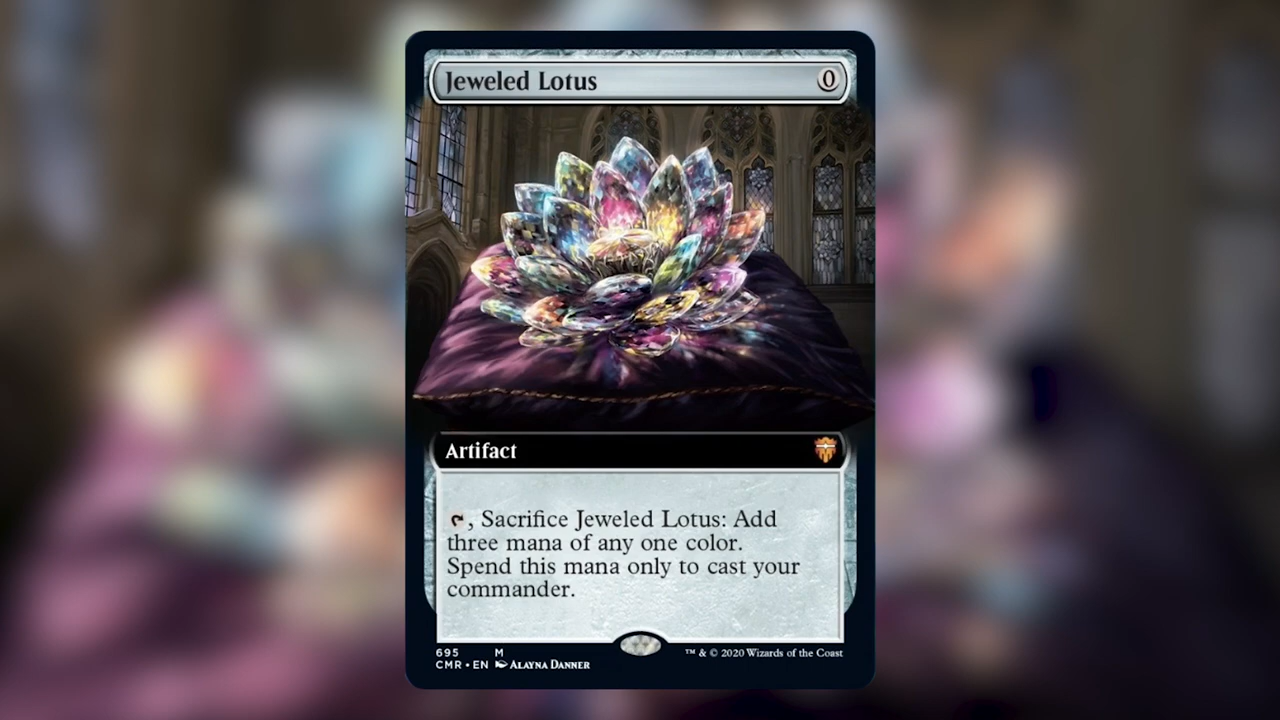 Jeweled Lotus 0
Artifact
, Sacrifice Jeweled Lotus: Add
three mana of any one color.
Spend this mana only to cast your
commander.
695 M
CMR • EN ALAYNA DANNER
™ & © 2020 Wizards of the Coast